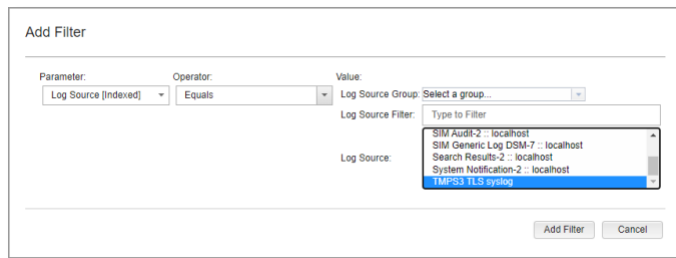 Add Filter
Parameter: Operator: Value:
Log Source [Indexed] Equals Log Source Group: Select a group...
Log Source Filter: Type to Filter
SIM Audit-2 :: localhost
SIM Generic Log DSM-7 :: localhost
Log Source: Search Results-2 :: localhost
System Notification-2 :: localhost
TMPS3 TLS syslog
Add Filter Cancel